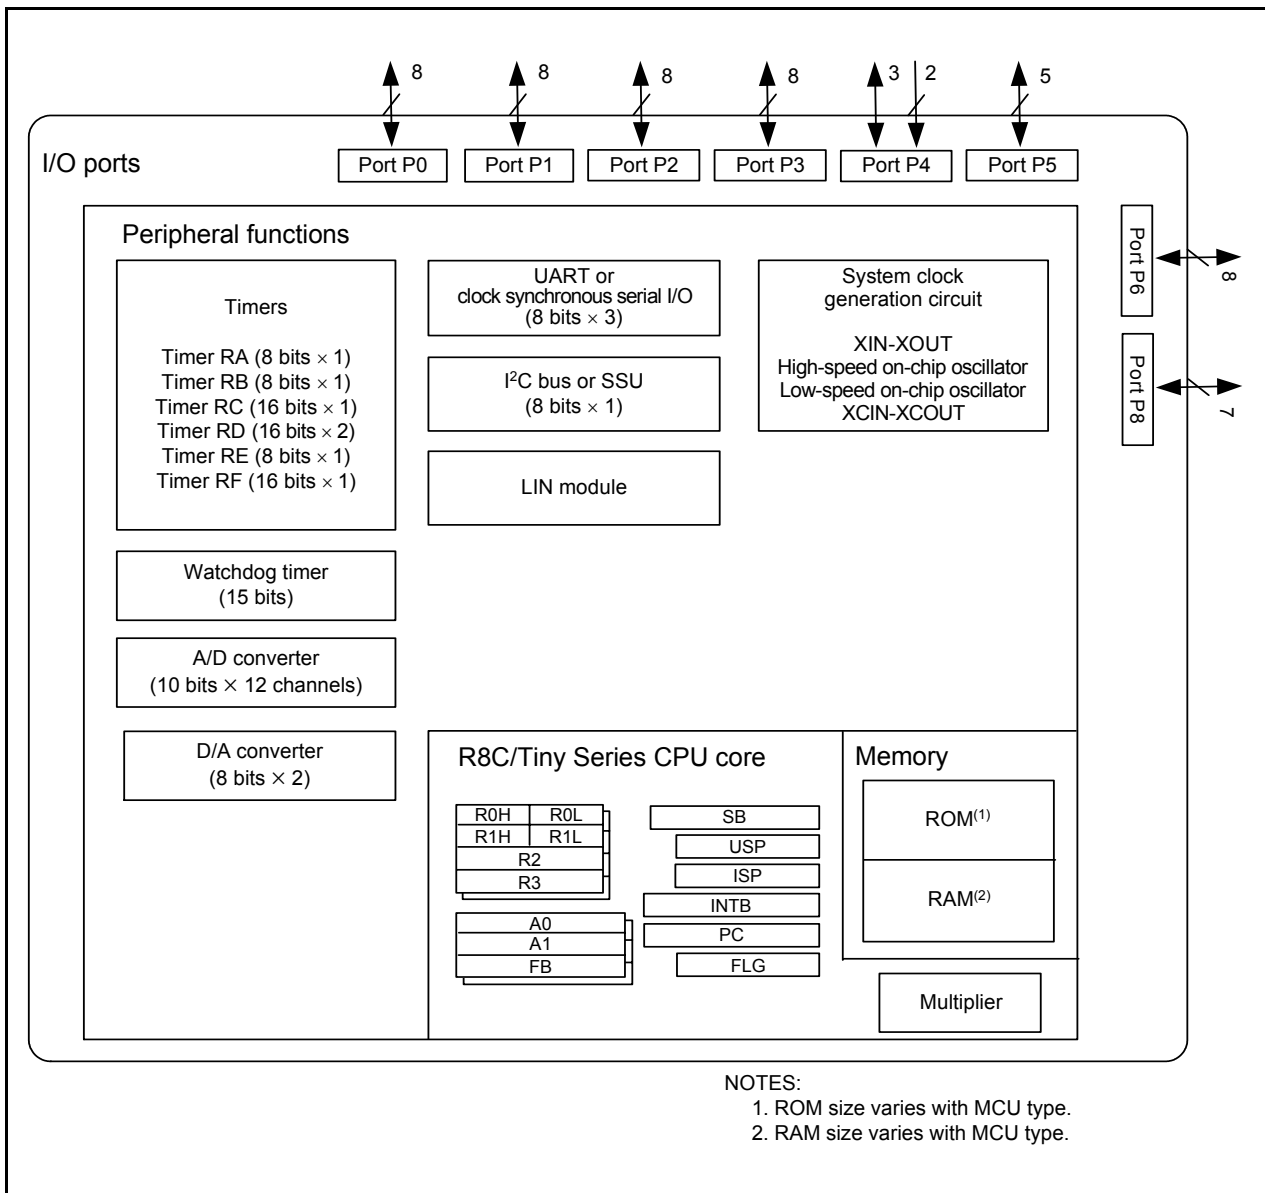 8 8 8 8 3 2 5
I/O ports
Port P0 Port P1 Port P2 Port P3 Port P4 Port P5
Port P6
8
Port P8
7
Peripheral functions
Timers
Timer RA (8 bits × 1)
Timer RB (8 bits × 1)
Timer RC (16 bits × 1)
Timer RD (16 bits × 2)
Timer RE (8 bits × 1)
Timer RF (16 bits × 1)
UART or
clock synchronous serial I/O
(8 bits × 3)
I²C bus or SSU
(8 bits × 1)
LIN module
System clock
generation circuit
XIN-XOUT
High-speed on-chip oscillator
Low-speed on-chip oscillator
XCIN-XCOUT
Watchdog timer
(15 bits)
A/D converter
(10 bits × 12 channels)
D/A converter
(8 bits × 2)
R8C/Tiny Series CPU core
R0H R0L
R1H R1L
R2
R3
A0
A1
FB
SB
USP
ISP
INTB
PC
FLG
Memory
ROM(1)
RAM(2)
Multiplier
NOTES:
1. ROM size varies with MCU type.
2. RAM size varies with MCU type.